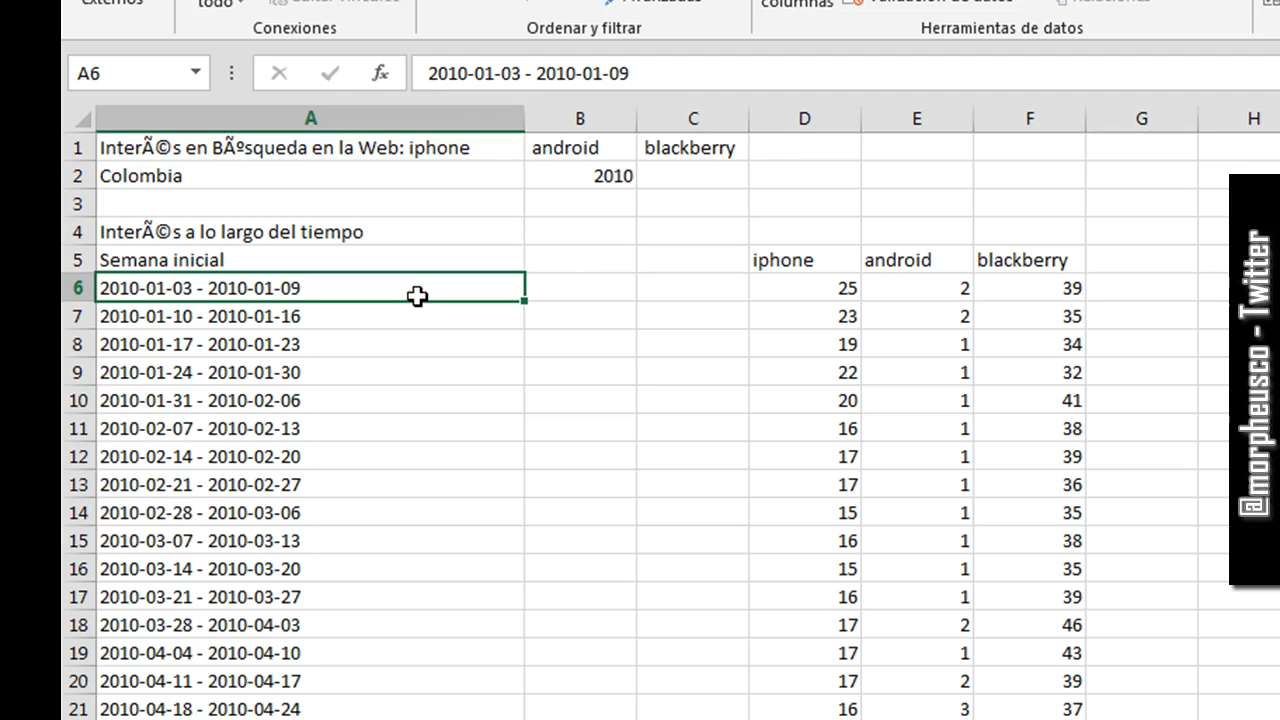 todo
columnas
Conexiones
Ordenar y filtrar
Herramientas de datos
A6
fx
2010-01-03 - 2010-01-09
A B C D E F G H
1 InterÃ©s en BÃºsqueda en la Web: iphone android blackberry
2 Colombia 2010
3
4 InterÃ©s a lo largo del tiempo
5 Semana inicial iphone android blackberry
6 2010-01-03 - 2010-01-09 25 2 39
7 2010-01-10 - 2010-01-16 23 2 35
8 2010-01-17 - 2010-01-23 19 1 34
9 2010-01-24 - 2010-01-30 22 1 32
10 2010-01-31 - 2010-02-06 20 1 41
11 2010-02-07 - 2010-02-13 16 1 38
12 2010-02-14 - 2010-02-20 17 1 39
13 2010-02-21 - 2010-02-27 17 1 36
14 2010-02-28 - 2010-03-06 15 1 35
15 2010-03-07 - 2010-03-13 16 1 38
16 2010-03-14 - 2010-03-20 15 1 35
17 2010-03-21 - 2010-03-27 16 1 39
18 2010-03-28 - 2010-04-03 17 2 46
19 2010-04-04 - 2010-04-10 17 1 43
20 2010-04-11 - 2010-04-17 17 2 39
21 2010-04-18 - 2010-04-24 16 3 37
@morpheusco - Twitter